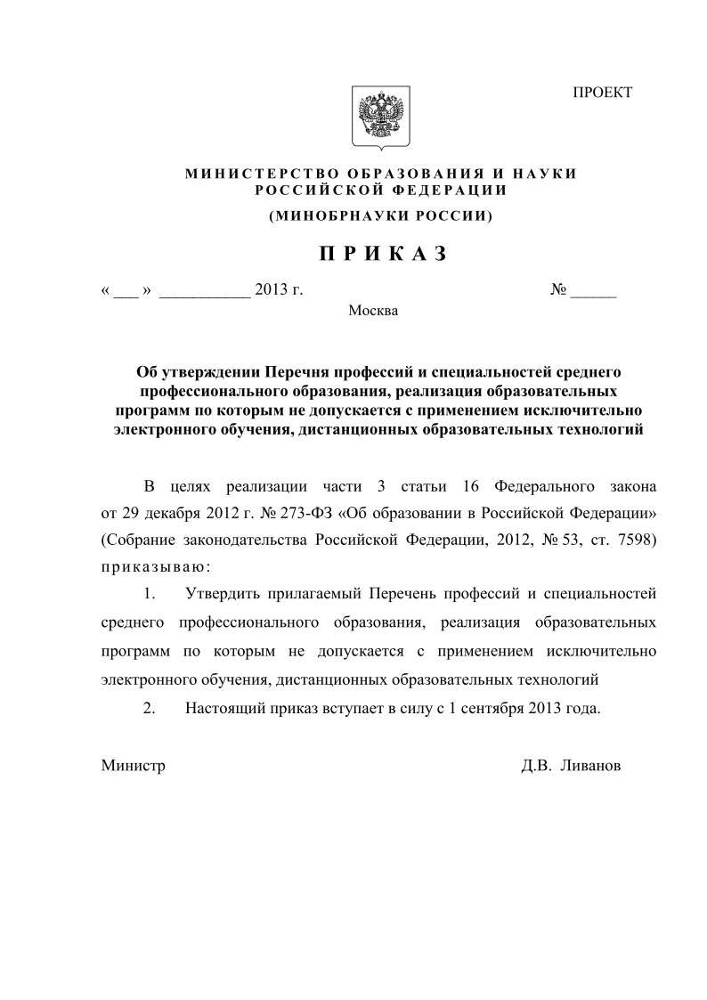 ПРОЕКТ
МИНИСТЕРСТВО ОБРАЗОВАНИЯ И НАУКИ
РОССИЙСКОЙ ФЕДЕРАЦИИ
(МИНОБРНАУКИ РОССИИ)
ПРИКАЗ
« ___ » ___________ 2013 г. № ______
Москва
Об утверждении Перечня профессий и специальностей среднего
профессионального образования, реализация образовательных
программ по которым не допускается с применением исключительно
электронного обучения, дистанционных образовательных технологий
В целях реализации части 3 статьи 16 Федерального закона
от 29 декабря 2012 г. № 273-ФЗ «Об образовании в Российской Федерации»
(Собрание законодательства Российской Федерации, 2012, № 53, ст. 7598)
приказываю:
1. Утвердить прилагаемый Перечень профессий и специальностей
среднего профессионального образования, реализация образовательных
программ по которым не допускается с применением исключительно
электронного обучения, дистанционных образовательных технологий
2. Настоящий приказ вступает в силу с 1 сентября 2013 года.
Министр Д.В. Ливанов